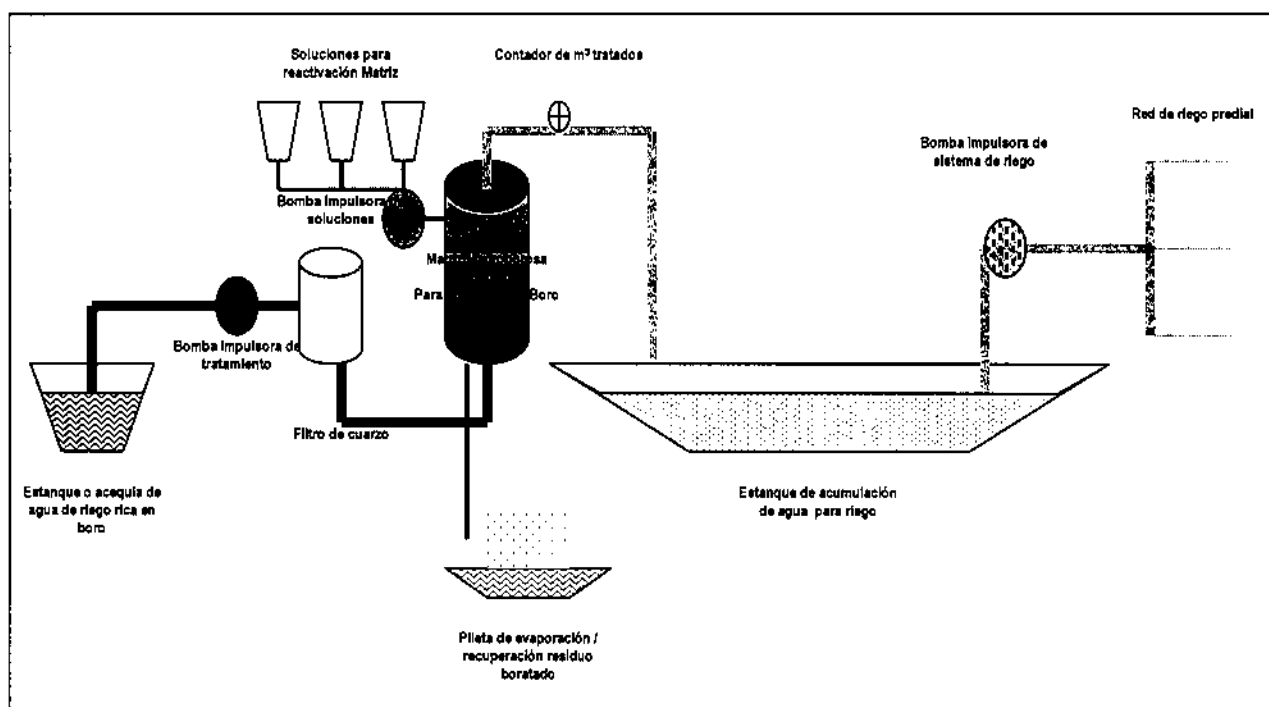 Soluciones para
reactivación Matriz
Contador de m³ tratados
Red de riego predial
Bomba Impulsora de
sistema de riego
Bomba Impulsora
soluciones
Para Boro
Bomba Impulsora de
tratamiento
Filtro de cuarzo
Estanque o acequia de
agua de riego rica en
boro
Estanque de acumulación
de agua para riego
Pileta de evaporación /
recuperación residuo
boratado